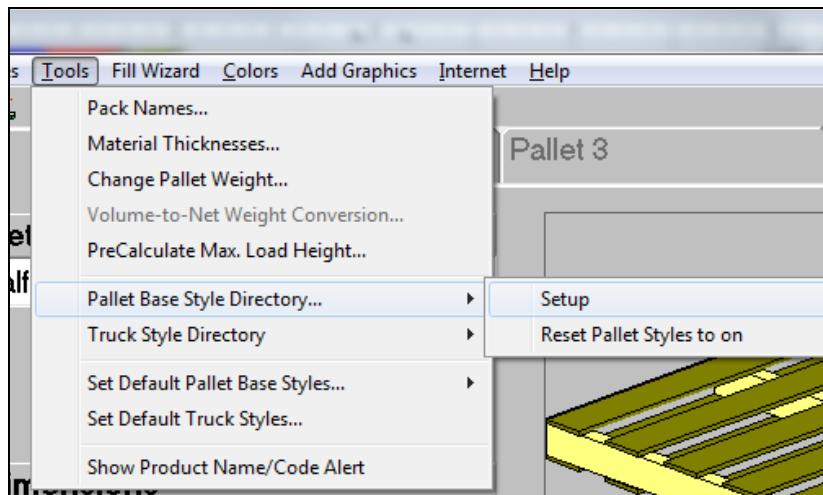 s Tools Fill Wizard Colors Add Graphics Internet Help
Pack Names...
Material Thicknesses...
Change Pallet Weight...
Volume-to-Net Weight Conversion...
PreCalculate Max. Load Height...
Pallet Base Style Directory...
Truck Style Directory
Set Default Pallet Base Styles...
Set Default Truck Styles...
Show Product Name/Code Alert
Setup
Reset Pallet Styles to on
Pallet 3